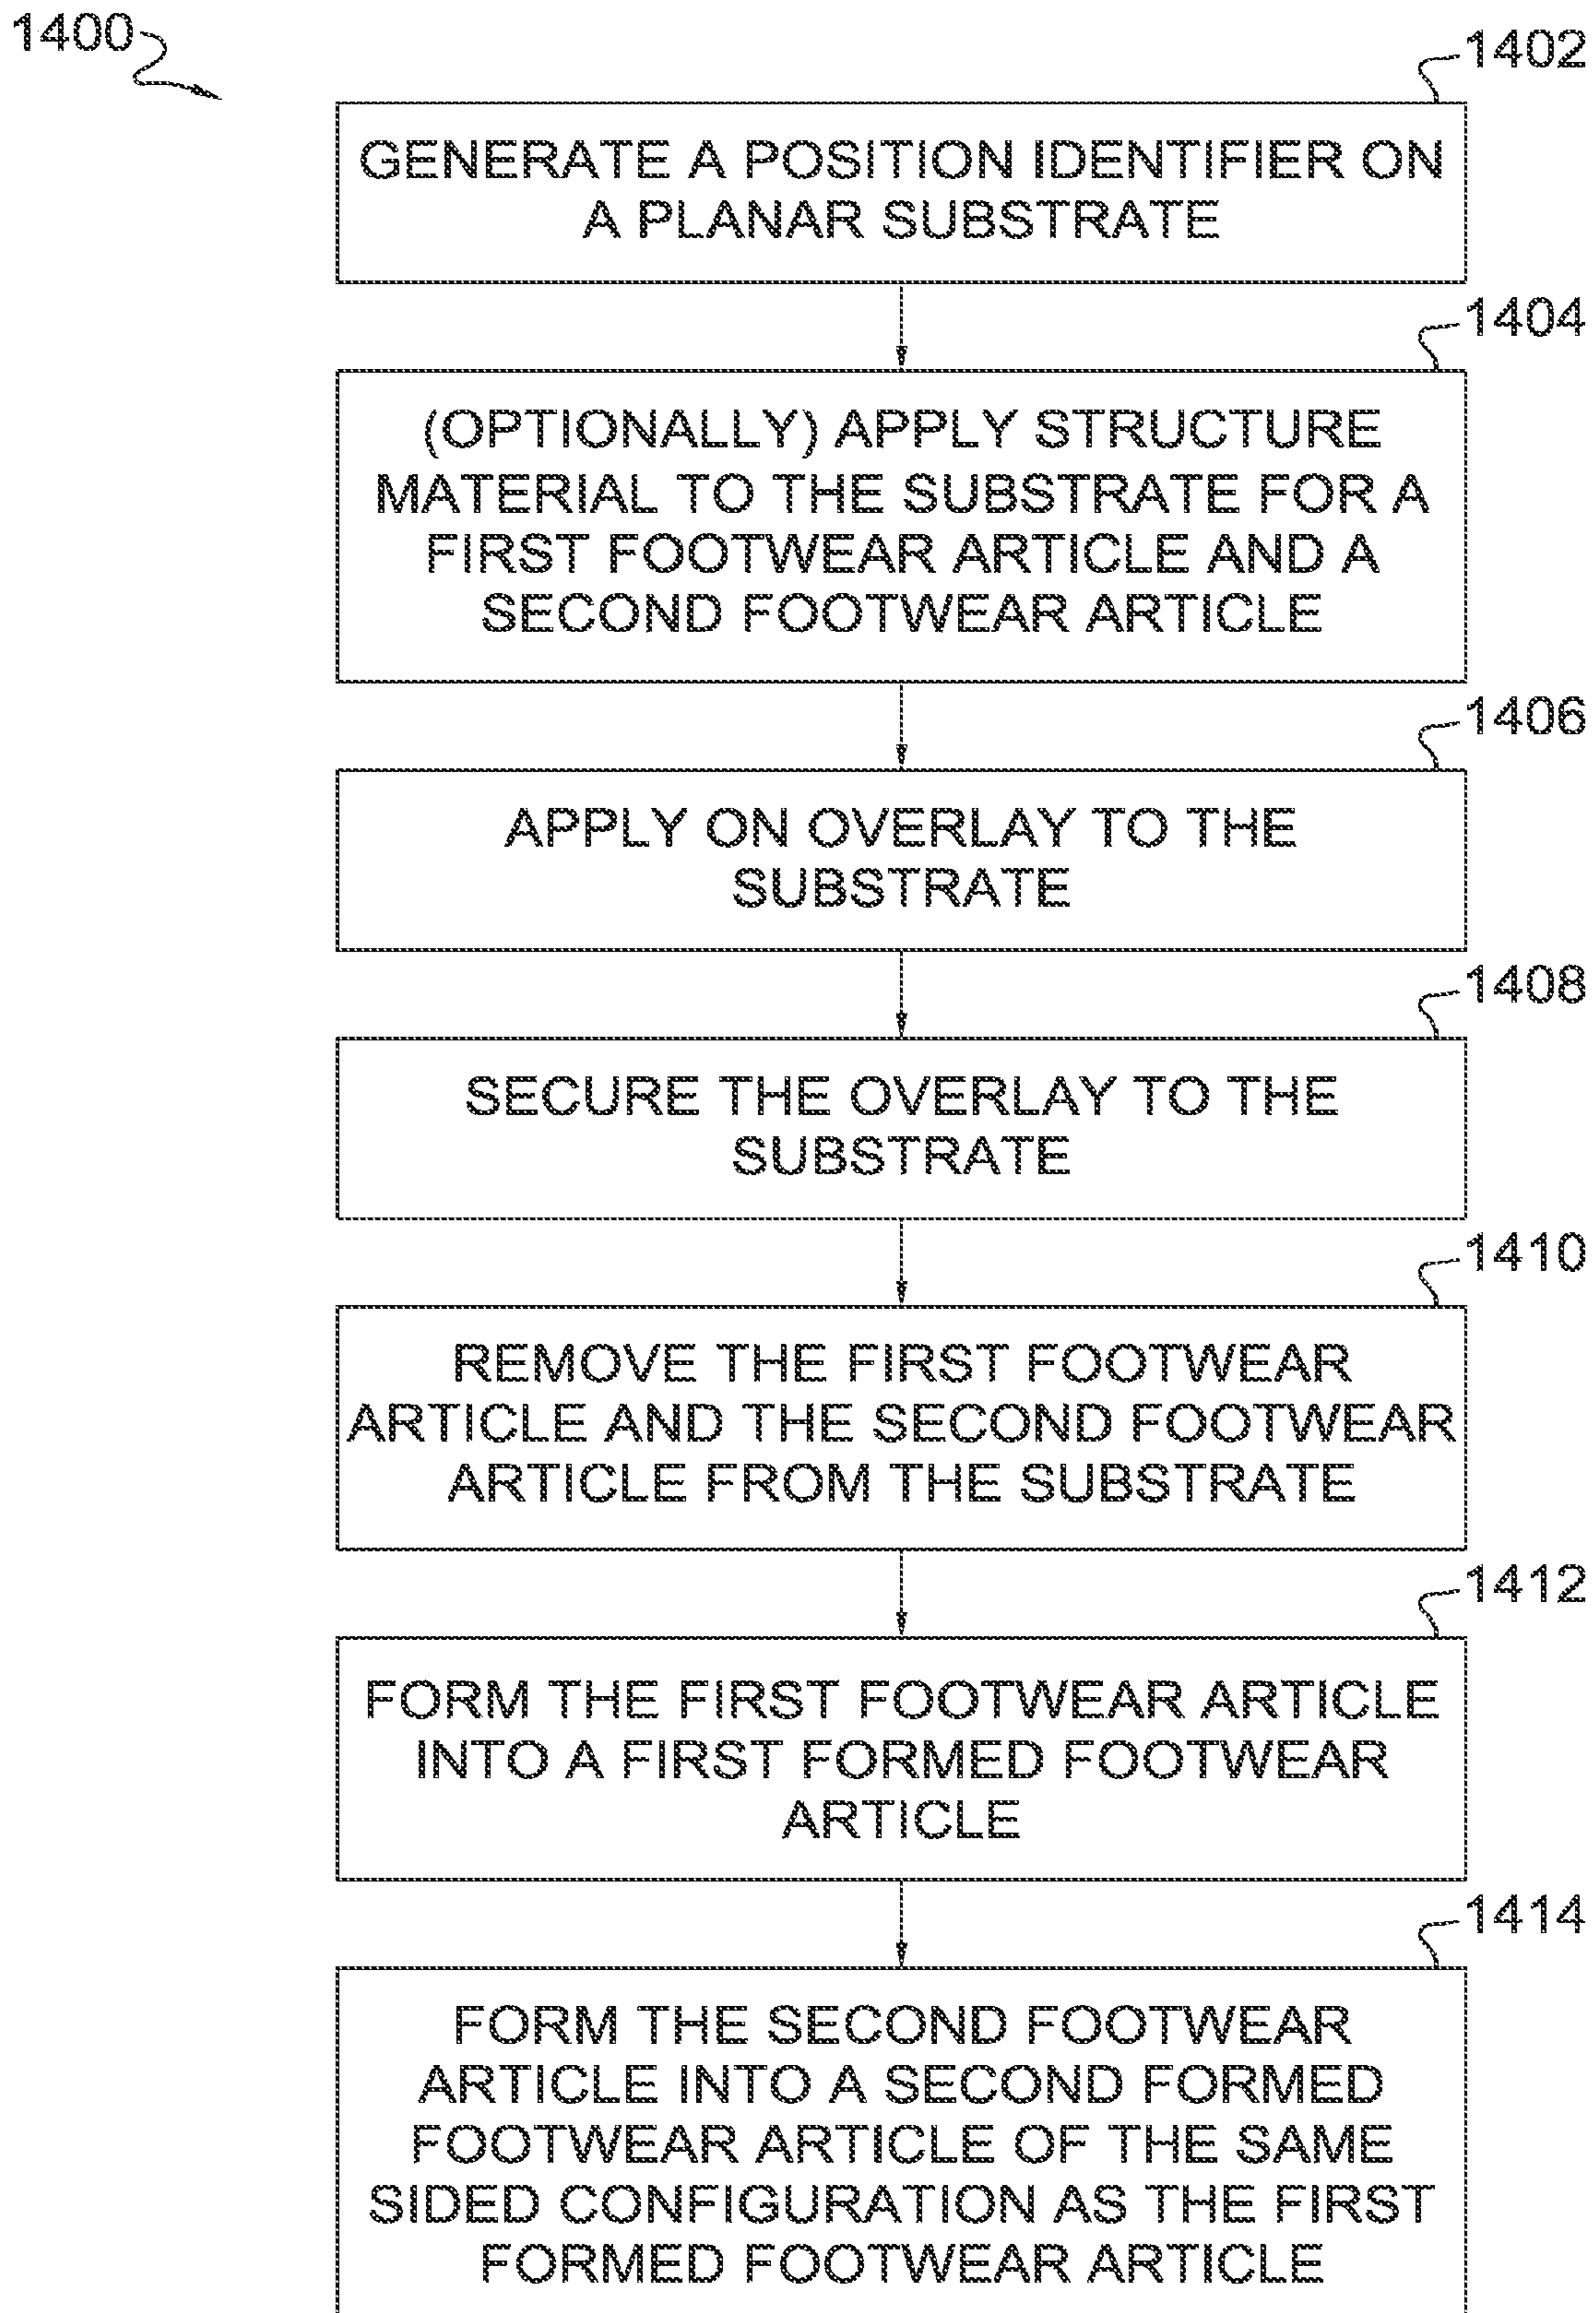 1400
1402
GENERATE A POSITION IDENTIFIER ON
A PLANAR SUBSTRATE
1404
(OPTIONALLY) APPLY STRUCTURE
MATERIAL TO THE SUBSTRATE FOR A
FIRST FOOTWEAR ARTICLE AND A
SECOND FOOTWEAR ARTICLE
1406
APPLY ON OVERLAY TO THE
SUBSTRATE
1408
SECURE THE OVERLAY TO THE
SUBSTRATE
1410
REMOVE THE FIRST FOOTWEAR
ARTICLE AND THE SECOND FOOTWEAR
ARTICLE FROM THE SUBSTRATE
1412
FORM THE FIRST FOOTWEAR ARTICLE
INTO A FIRST FORMED FOOTWEAR
ARTICLE
1414
FORM THE SECOND FOOTWEAR
ARTICLE INTO A SECOND FORMED
FOOTWEAR ARTICLE OF THE SAME
SIDED CONFIGURATION AS THE FIRST
FORMED FOOTWEAR ARTICLE